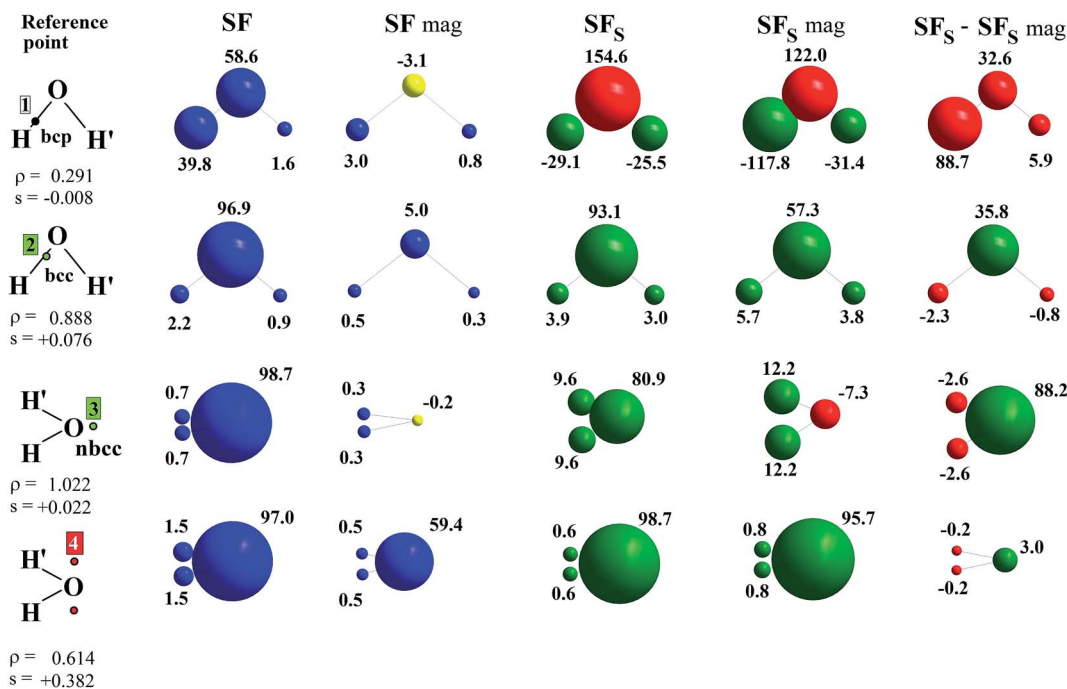 Reference point SF SF mag SF_S SF_S mag SF_S - SF_S mag
58.6 -3.1 154.6 122.0 32.6
1 O
H bcp H'
39.8 1.6 3.0 0.8 -29.1 -25.5 -117.8 -31.4 88.7 5.9
ρ = 0.291
s = -0.008
96.9 5.0 93.1 57.3 35.8
2 O
H bcc H'
2.2 0.9 0.5 0.3 3.9 3.0 5.7 3.8 -2.3 -0.8
ρ = 0.888
s = +0.076
0.7 98.7 0.3 -0.2 9.6 80.9 12.2 -7.3 -2.6 88.2
H' 3
O
H nbcc
0.7 0.3 9.6 12.2 -2.6
ρ = 1.022
s = +0.022
1.5 97.0 0.5 59.4 0.6 98.7 0.8 95.7 -0.2 3.0
4
H'
O
H
1.5 0.5 0.6 0.8 -0.2
ρ = 0.614
s = +0.382